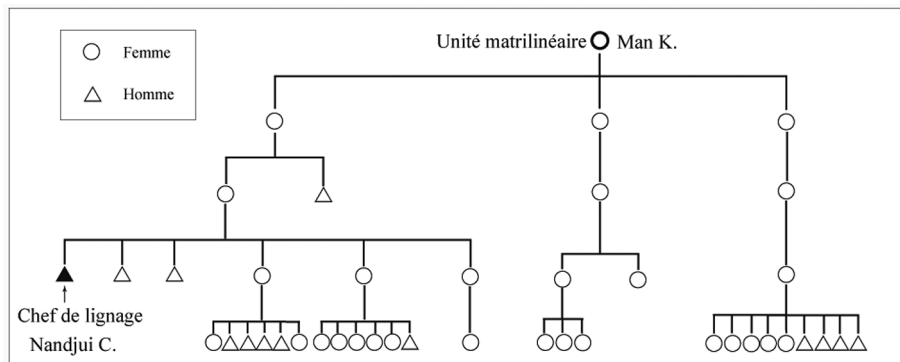 Unité matrilinéaire Man K.
Femme
Homme
Chef de lignage
Nandjui C.